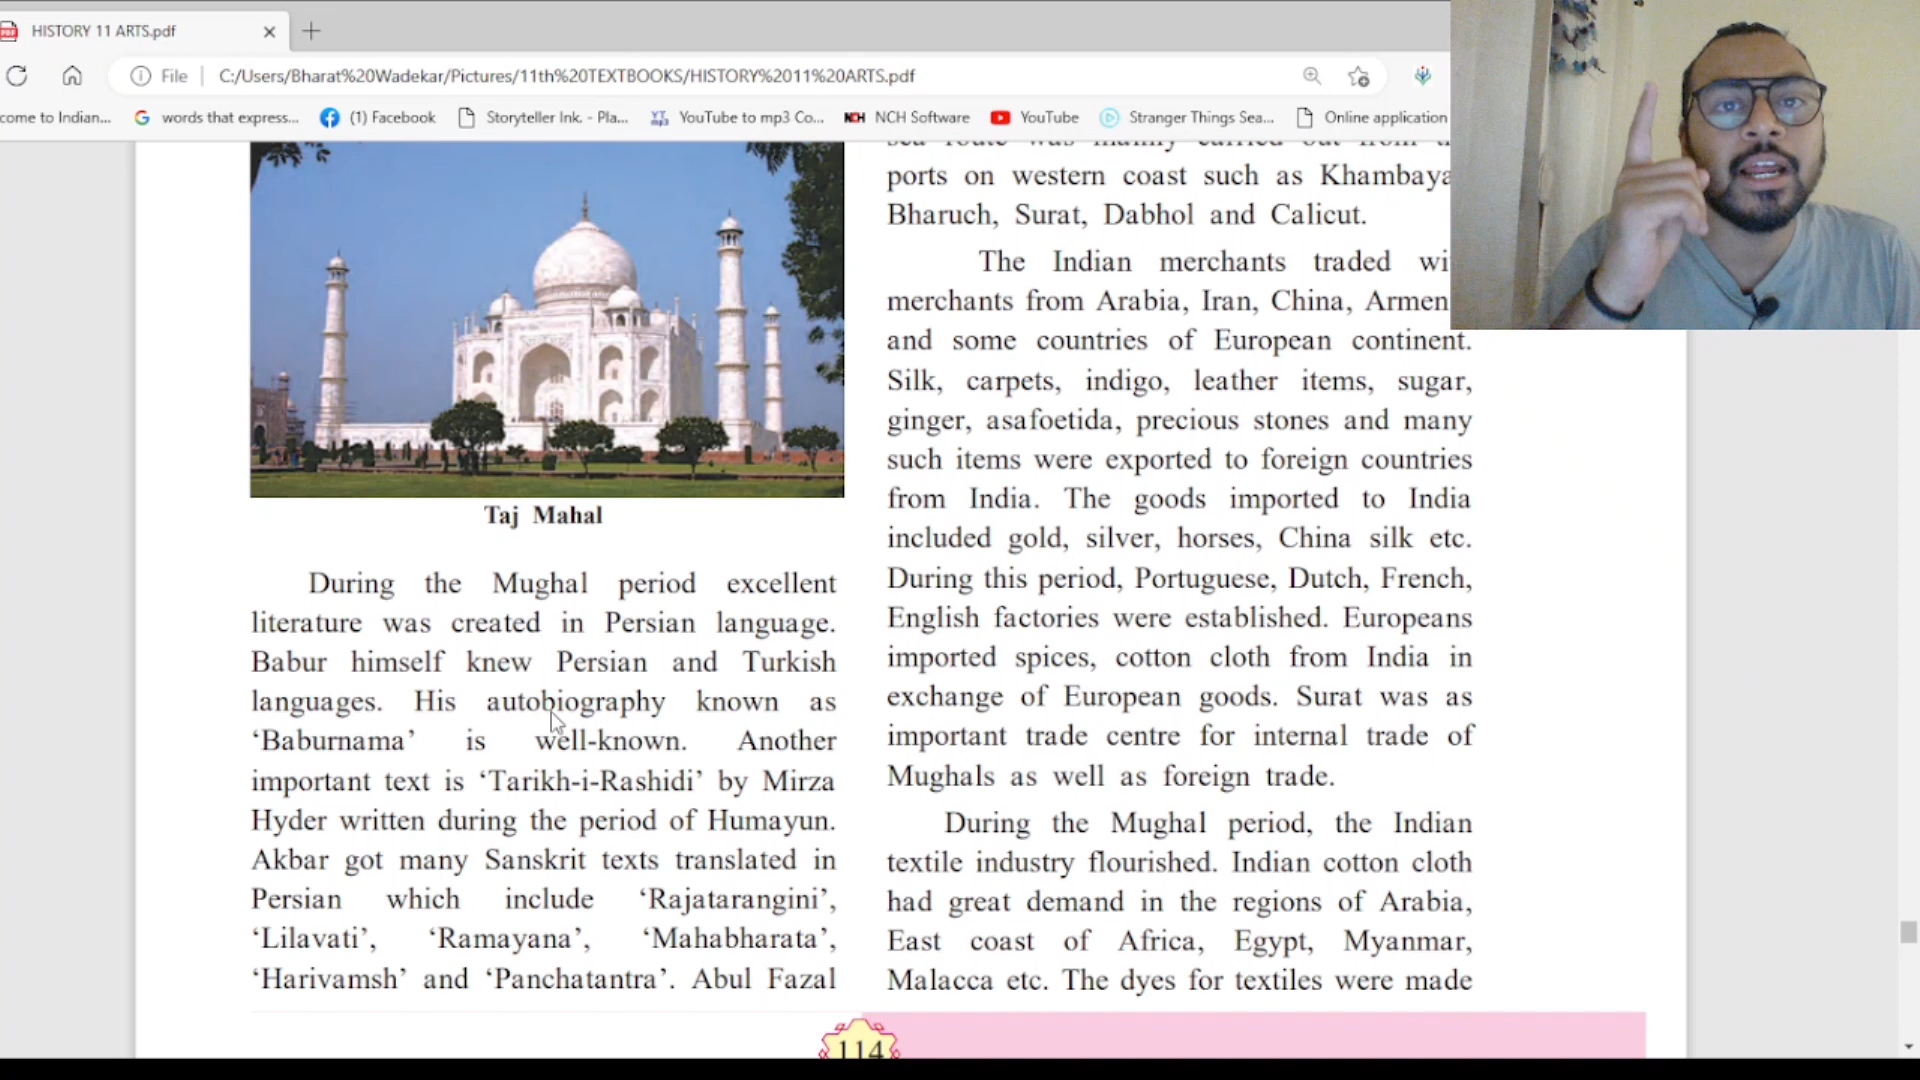 HISTORY 11 ARTS.pdf
File
C:/Users/Bharat%20Wadekar/Pictures/11th%20TEXTBOOKS/HISTORY%2011%20ARTS.pdf
come to Indian...
words that express...
(1) Facebook
Storyteller Ink. - Pla...
YouTube to mp3 Co...
NCH Software
YouTube
Stranger Things Sea...
Online application
Taj Mahal
During the Mughal period excellent
literature was created in Persian language.
Babur himself knew Persian and Turkish
languages. His autobiography known as
‘Baburnama’ is well-known. Another
important text is ‘Tarikh-i-Rashidi’ by Mirza
Hyder written during the period of Humayun.
Akbar got many Sanskrit texts translated in
Persian which include ‘Rajatarangini’,
‘Lilavati’, ‘Ramayana’, ‘Mahabharata’,
‘Harivamsh’ and ‘Panchatantra’. Abul Fazal
sea route was mainly carried out from
ports on western coast such as Khambaya
Bharuch, Surat, Dabhol and Calicut.
The Indian merchants traded wi
merchants from Arabia, Iran, China, Armen
and some countries of European continent.
Silk, carpets, indigo, leather items, sugar,
ginger, asafoetida, precious stones and many
such items were exported to foreign countries
from India. The goods imported to India
included gold, silver, horses, China silk etc.
During this period, Portuguese, Dutch, French,
English factories were established. Europeans
imported spices, cotton cloth from India in
exchange of European goods. Surat was as
important trade centre for internal trade of
Mughals as well as foreign trade.
During the Mughal period, the Indian
textile industry flourished. Indian cotton cloth
had great demand in the regions of Arabia,
East coast of Africa, Egypt, Myanmar,
Malacca etc. The dyes for textiles were made
114